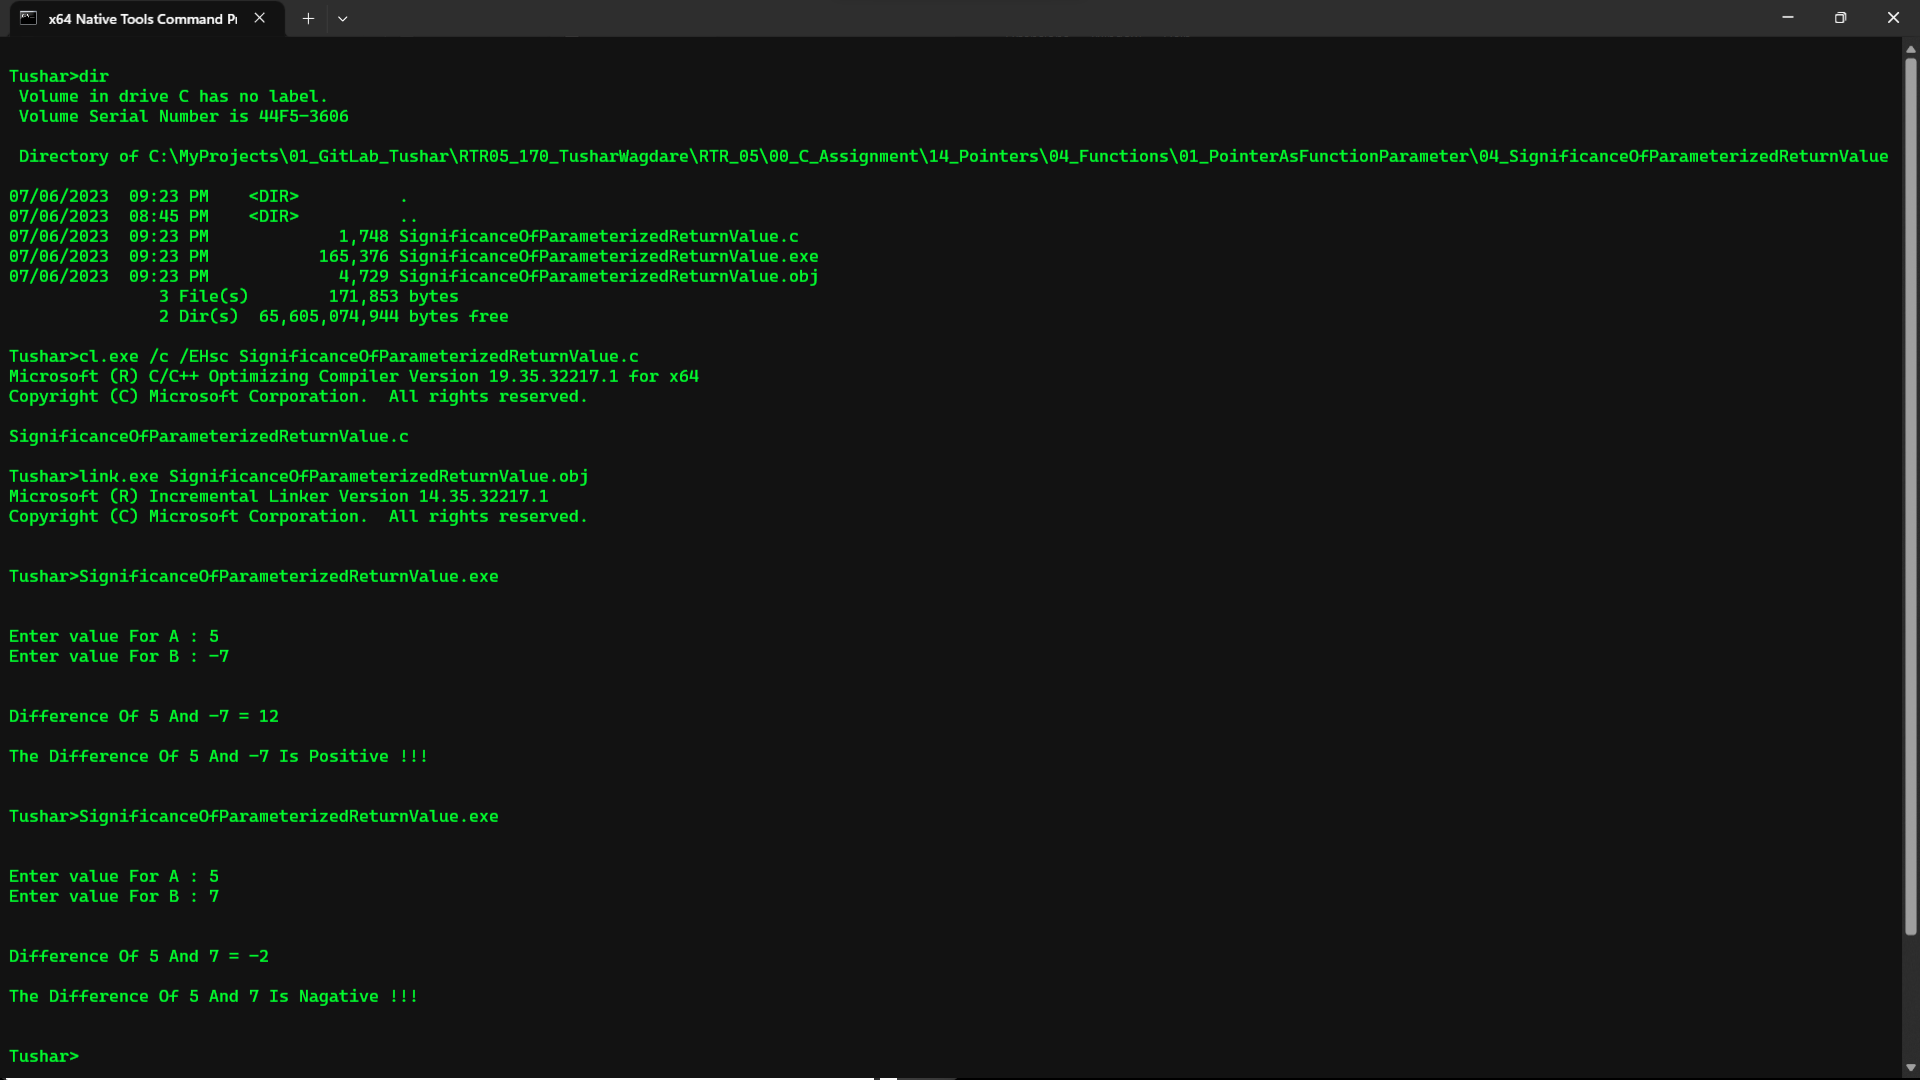 x64 Native Tools Command P
Tushar>dir
Volume in drive C has no label.
Volume Serial Number is 44F5-3606
Directory of C:\MyProjects\01_GitLab_Tushar\RTR05_170_TusharWagdare\RTR_05\00_C_Assignment\14_Pointers\04_Functions\01_PointerAsFunctionParameter\04_SignificanceOfParameterizedReturnValue
07/06/2023  09:23 PM    <DIR>          .
07/06/2023  08:45 PM    <DIR>          ..
07/06/2023  09:23 PM             1,748 SignificanceOfParameterizedReturnValue.c
07/06/2023  09:23 PM           165,376 SignificanceOfParameterizedReturnValue.exe
07/06/2023  09:23 PM             4,729 SignificanceOfParameterizedReturnValue.obj
3 File(s)        171,853 bytes
2 Dir(s)  65,605,074,944 bytes free
Tushar>cl.exe /c /EHsc SignificanceOfParameterizedReturnValue.c
Microsoft (R) C/C++ Optimizing Compiler Version 19.35.32217.1 for x64
Copyright (C) Microsoft Corporation.  All rights reserved.
SignificanceOfParameterizedReturnValue.c
Tushar>link.exe SignificanceOfParameterizedReturnValue.obj
Microsoft (R) Incremental Linker Version 14.35.32217.1
Copyright (C) Microsoft Corporation.  All rights reserved.
Tushar>SignificanceOfParameterizedReturnValue.exe
Enter value For A : 5
Enter value For B : -7
Difference Of 5 And -7 = 12
The Difference Of 5 And -7 Is Positive !!!
Tushar>SignificanceOfParameterizedReturnValue.exe
Enter value For A : 5
Enter value For B : 7
Difference Of 5 And 7 = -2
The Difference Of 5 And 7 Is Nagative !!!
Tushar>